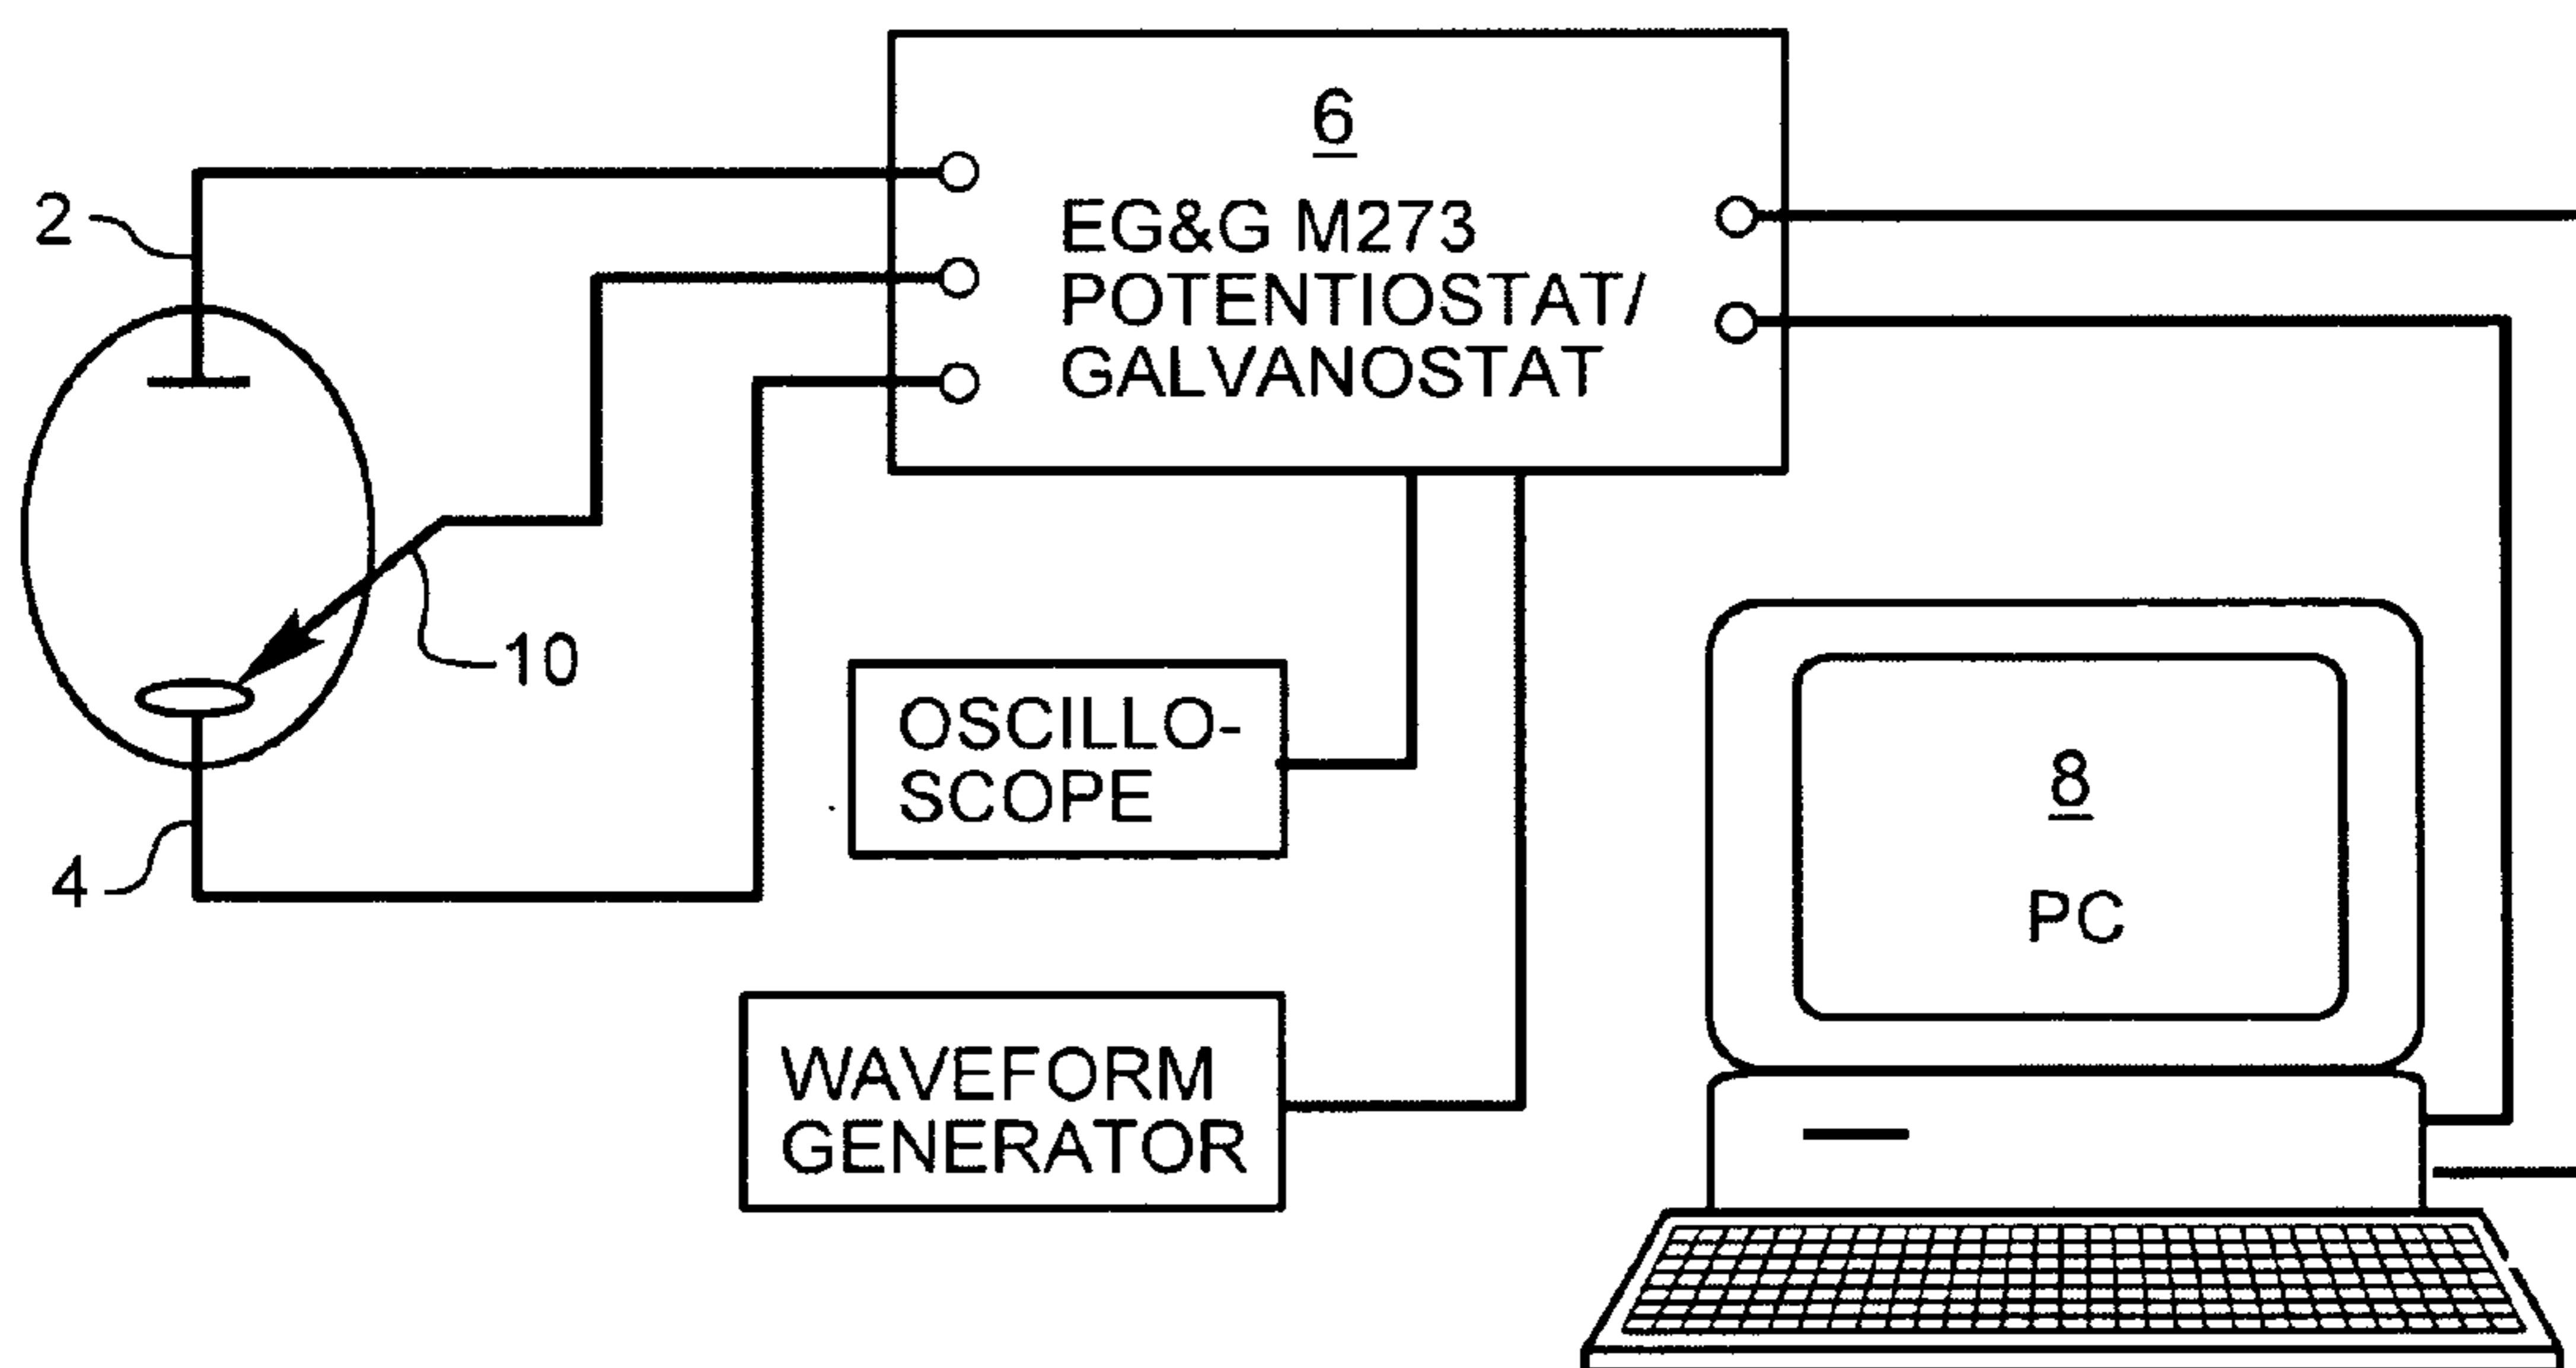 6
EG&G M273
POTENTIOSTAT/
GALVANOSTAT
2
10
4
OSCILLO-
SCOPE
WAVEFORM
GENERATOR
8
PC